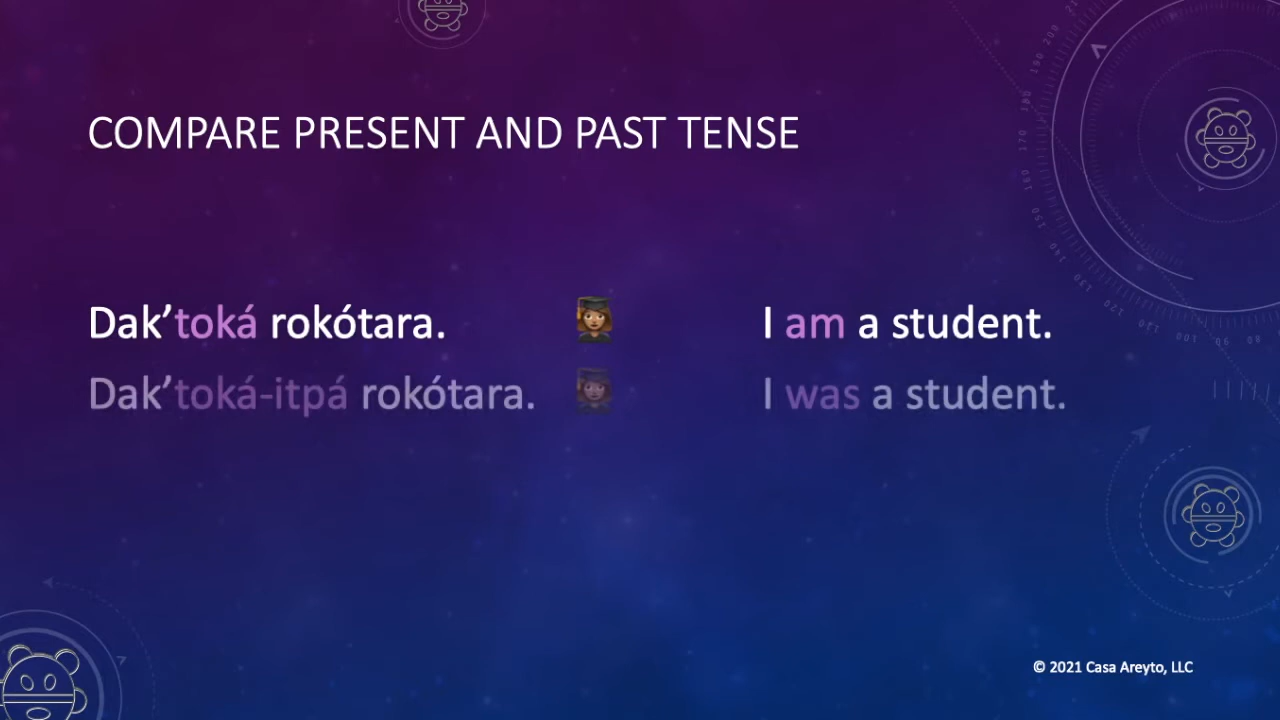 COMPARE PRESENT AND PAST TENSE
Dak’toká rokótara. I am a student.
Dak’toká-itpá rokótara. I was a student.
© 2021 Casa Areyto, LLC